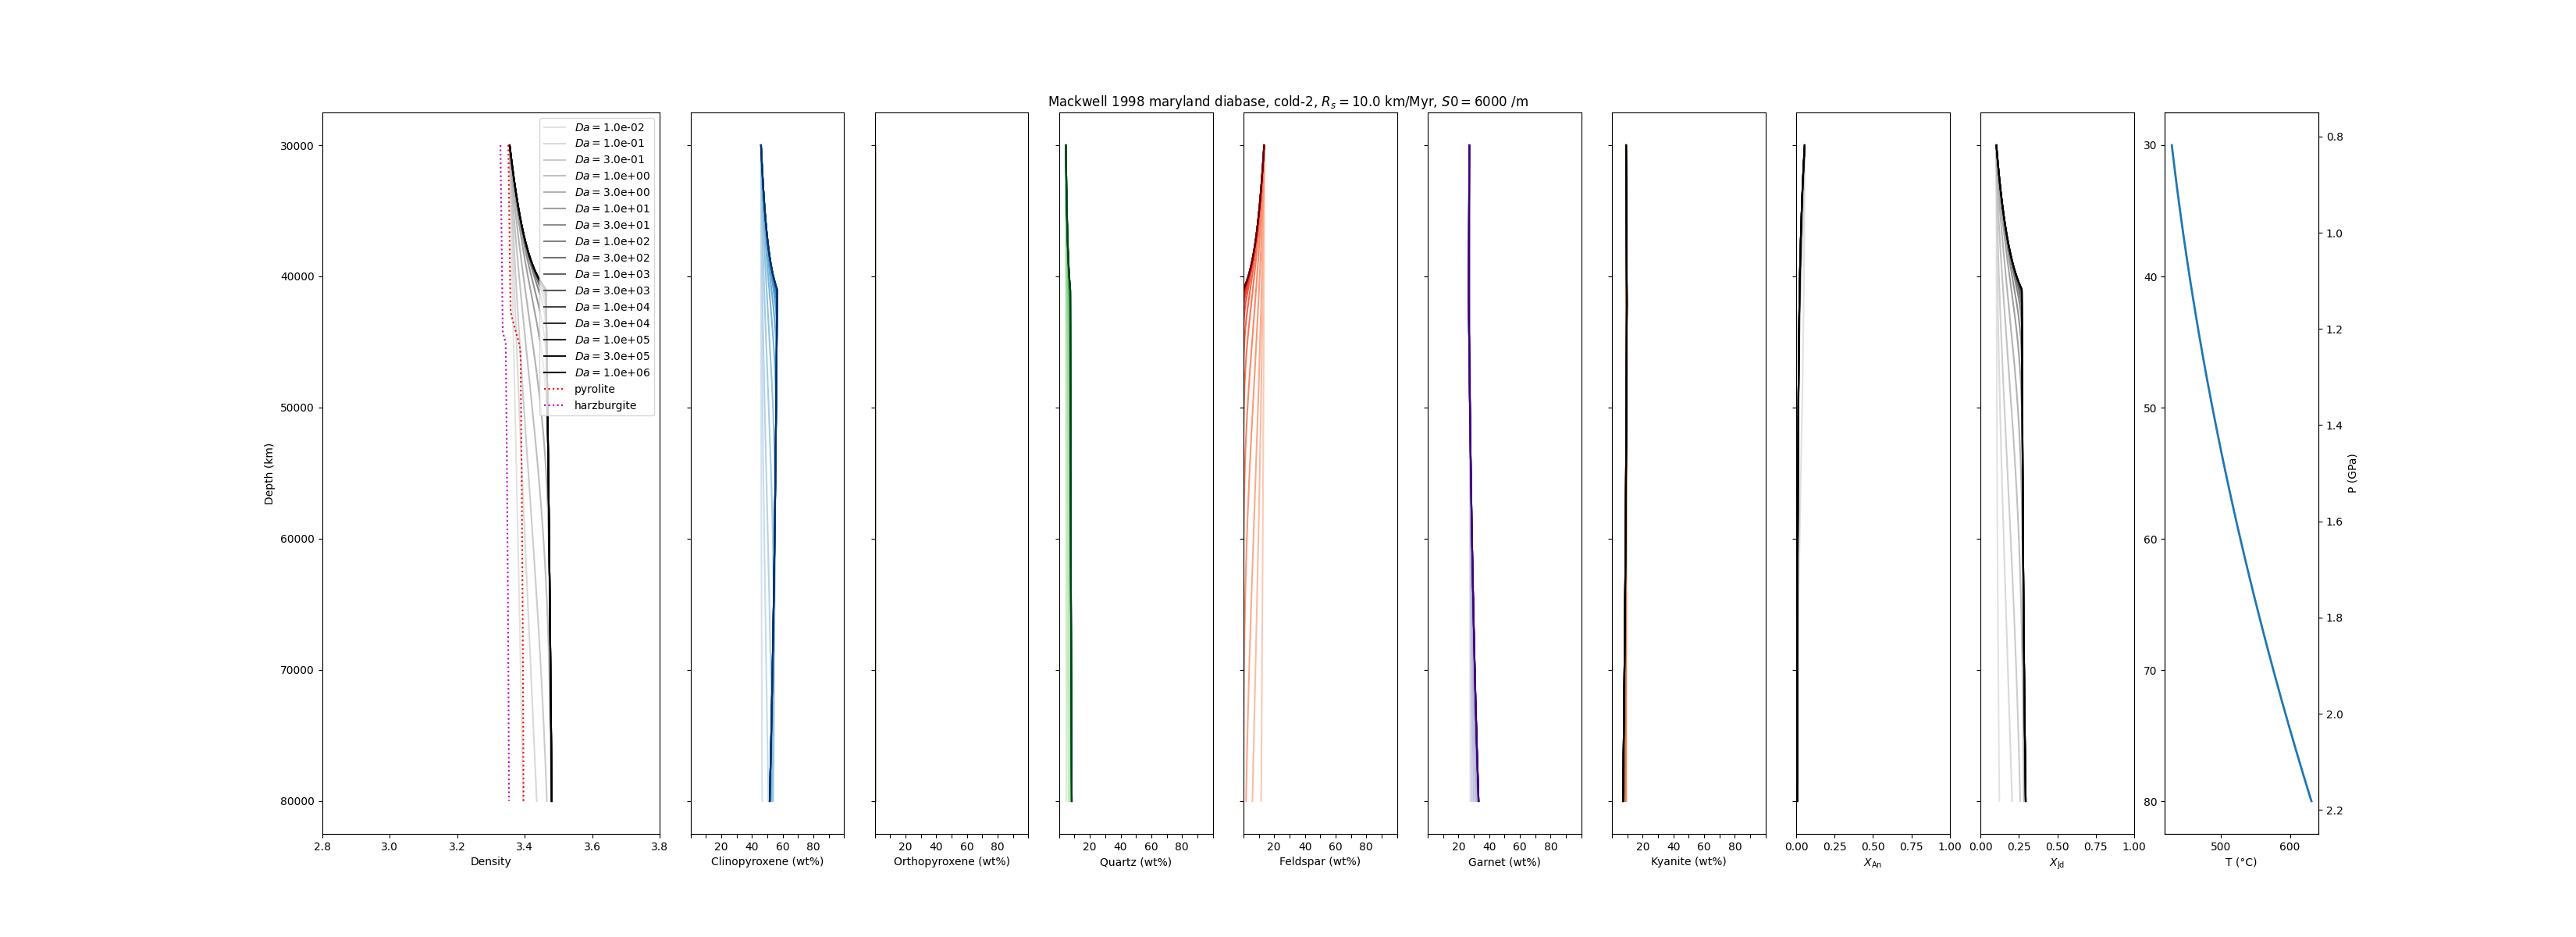 Mackwell 1998 maryland diabase, cold-2, R_s = 10.0 km/Myr, S0 = 6000 /m
Da = 1.0e-02
Da = 1.0e-01
Da = 3.0e-01
Da = 1.0e+00
Da = 3.0e+00
Da = 1.0e+01
Da = 3.0e+01
Da = 1.0e+02
Da = 3.0e+02
Da = 1.0e+03
Da = 3.0e+03
Da = 1.0e+04
Da = 3.0e+04
Da = 1.0e+05
Da = 3.0e+05
Da = 1.0e+06
pyrolite
harzburgite
Depth (km)
30000
40000
50000
60000
70000
80000
2.8 3.0 3.2 3.4 3.6 3.8
Density
20 40 60 80
Clinopyroxene (wt%)
20 40 60 80
Orthopyroxene (wt%)
20 40 60 80
Quartz (wt%)
20 40 60 80
Feldspar (wt%)
20 40 60 80
Garnet (wt%)
20 40 60 80
Kyanite (wt%)
0.00 0.25 0.50 0.75 1.00
X_An
0.00 0.25 0.50 0.75 1.00
X_Jd
30
40
50
60
70
80
500 600
T (°C)
0.8
1.0
1.2
1.4
1.6
1.8
2.0
2.2
P (GPa)